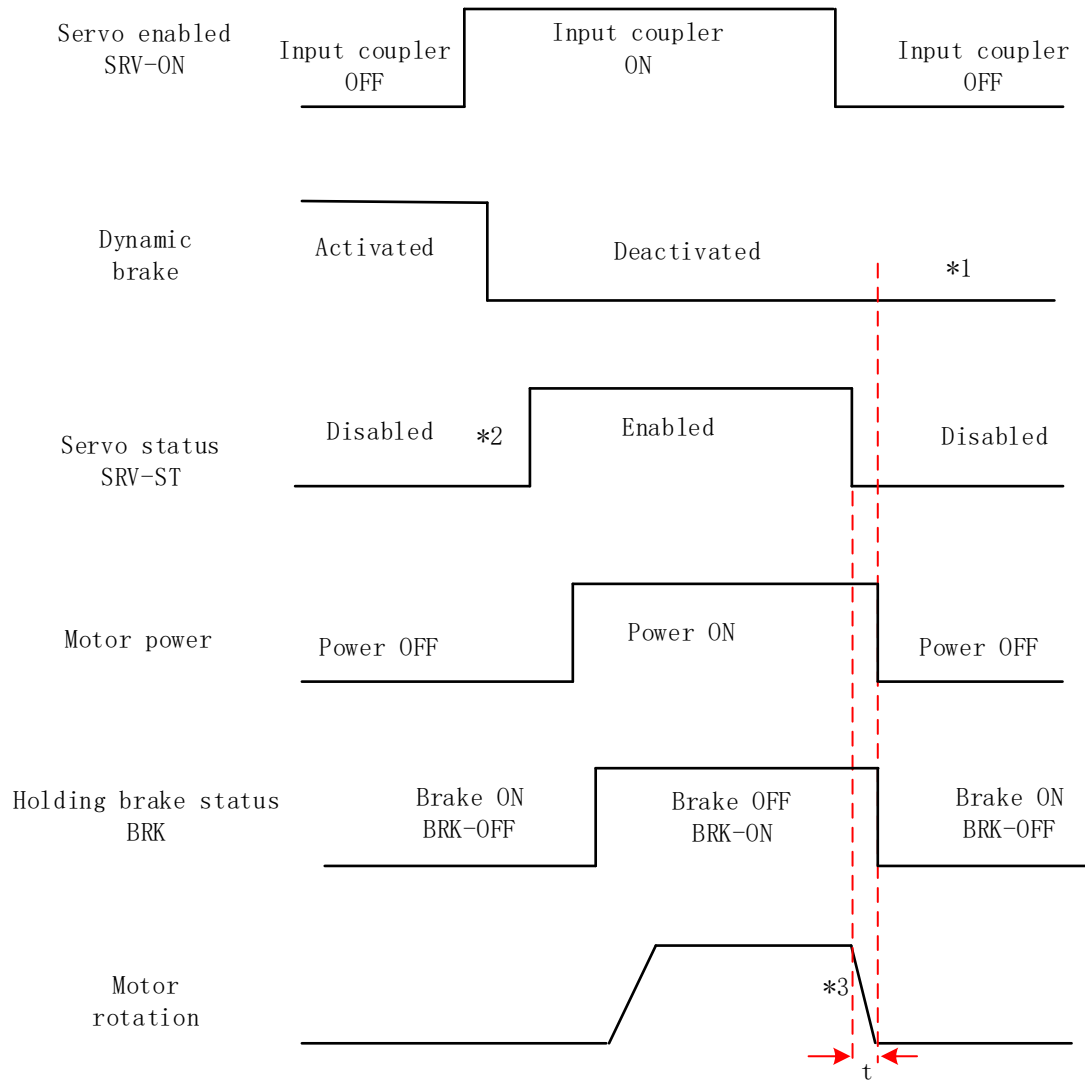 Servo enabled
SRV-ON
Input coupler
OFF
Input coupler
ON
Input coupler
OFF
Dynamic
brake
Activated
Deactivated
*1
Servo status
SRV-ST
Disabled
*2
Enabled
Disabled
Motor power
Power OFF
Power ON
Power OFF
Holding brake status
BRK
Brake ON
BRK-OFF
Brake OFF
BRK-ON
Brake ON
BRK-OFF
Motor
rotation
*3
t